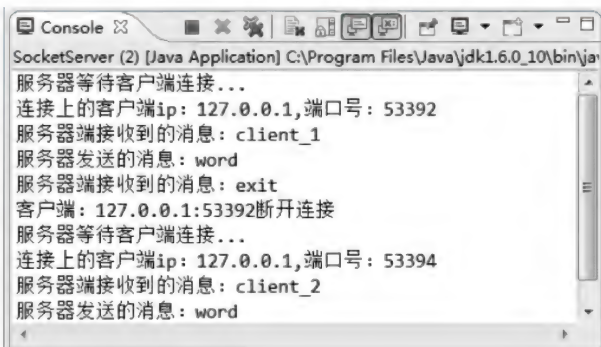 Console
SocketServer (2) [Java Application] C:\Program Files\Java\jdk1.6.0_10\bin\jav
服务器等待客户端连接...
连接上的客户端ip: 127.0.0.1,端口号: 53392
服务器端接收到的消息: client_1
服务器发送的消息: word
服务器端接收到的消息: exit
客户端: 127.0.0.1:53392断开连接
服务器等待客户端连接...
连接上的客户端ip: 127.0.0.1,端口号: 53394
服务器端接收到的消息: client_2
服务器发送的消息: word